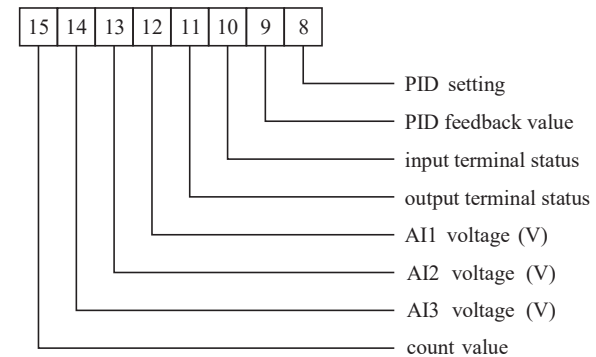 15 14 13 12 11 10 9 8
PID setting
PID feedback value
input terminal status
output terminal status
AI1 voltage (V)
AI2 voltage (V)
AI3 voltage (V)
count value